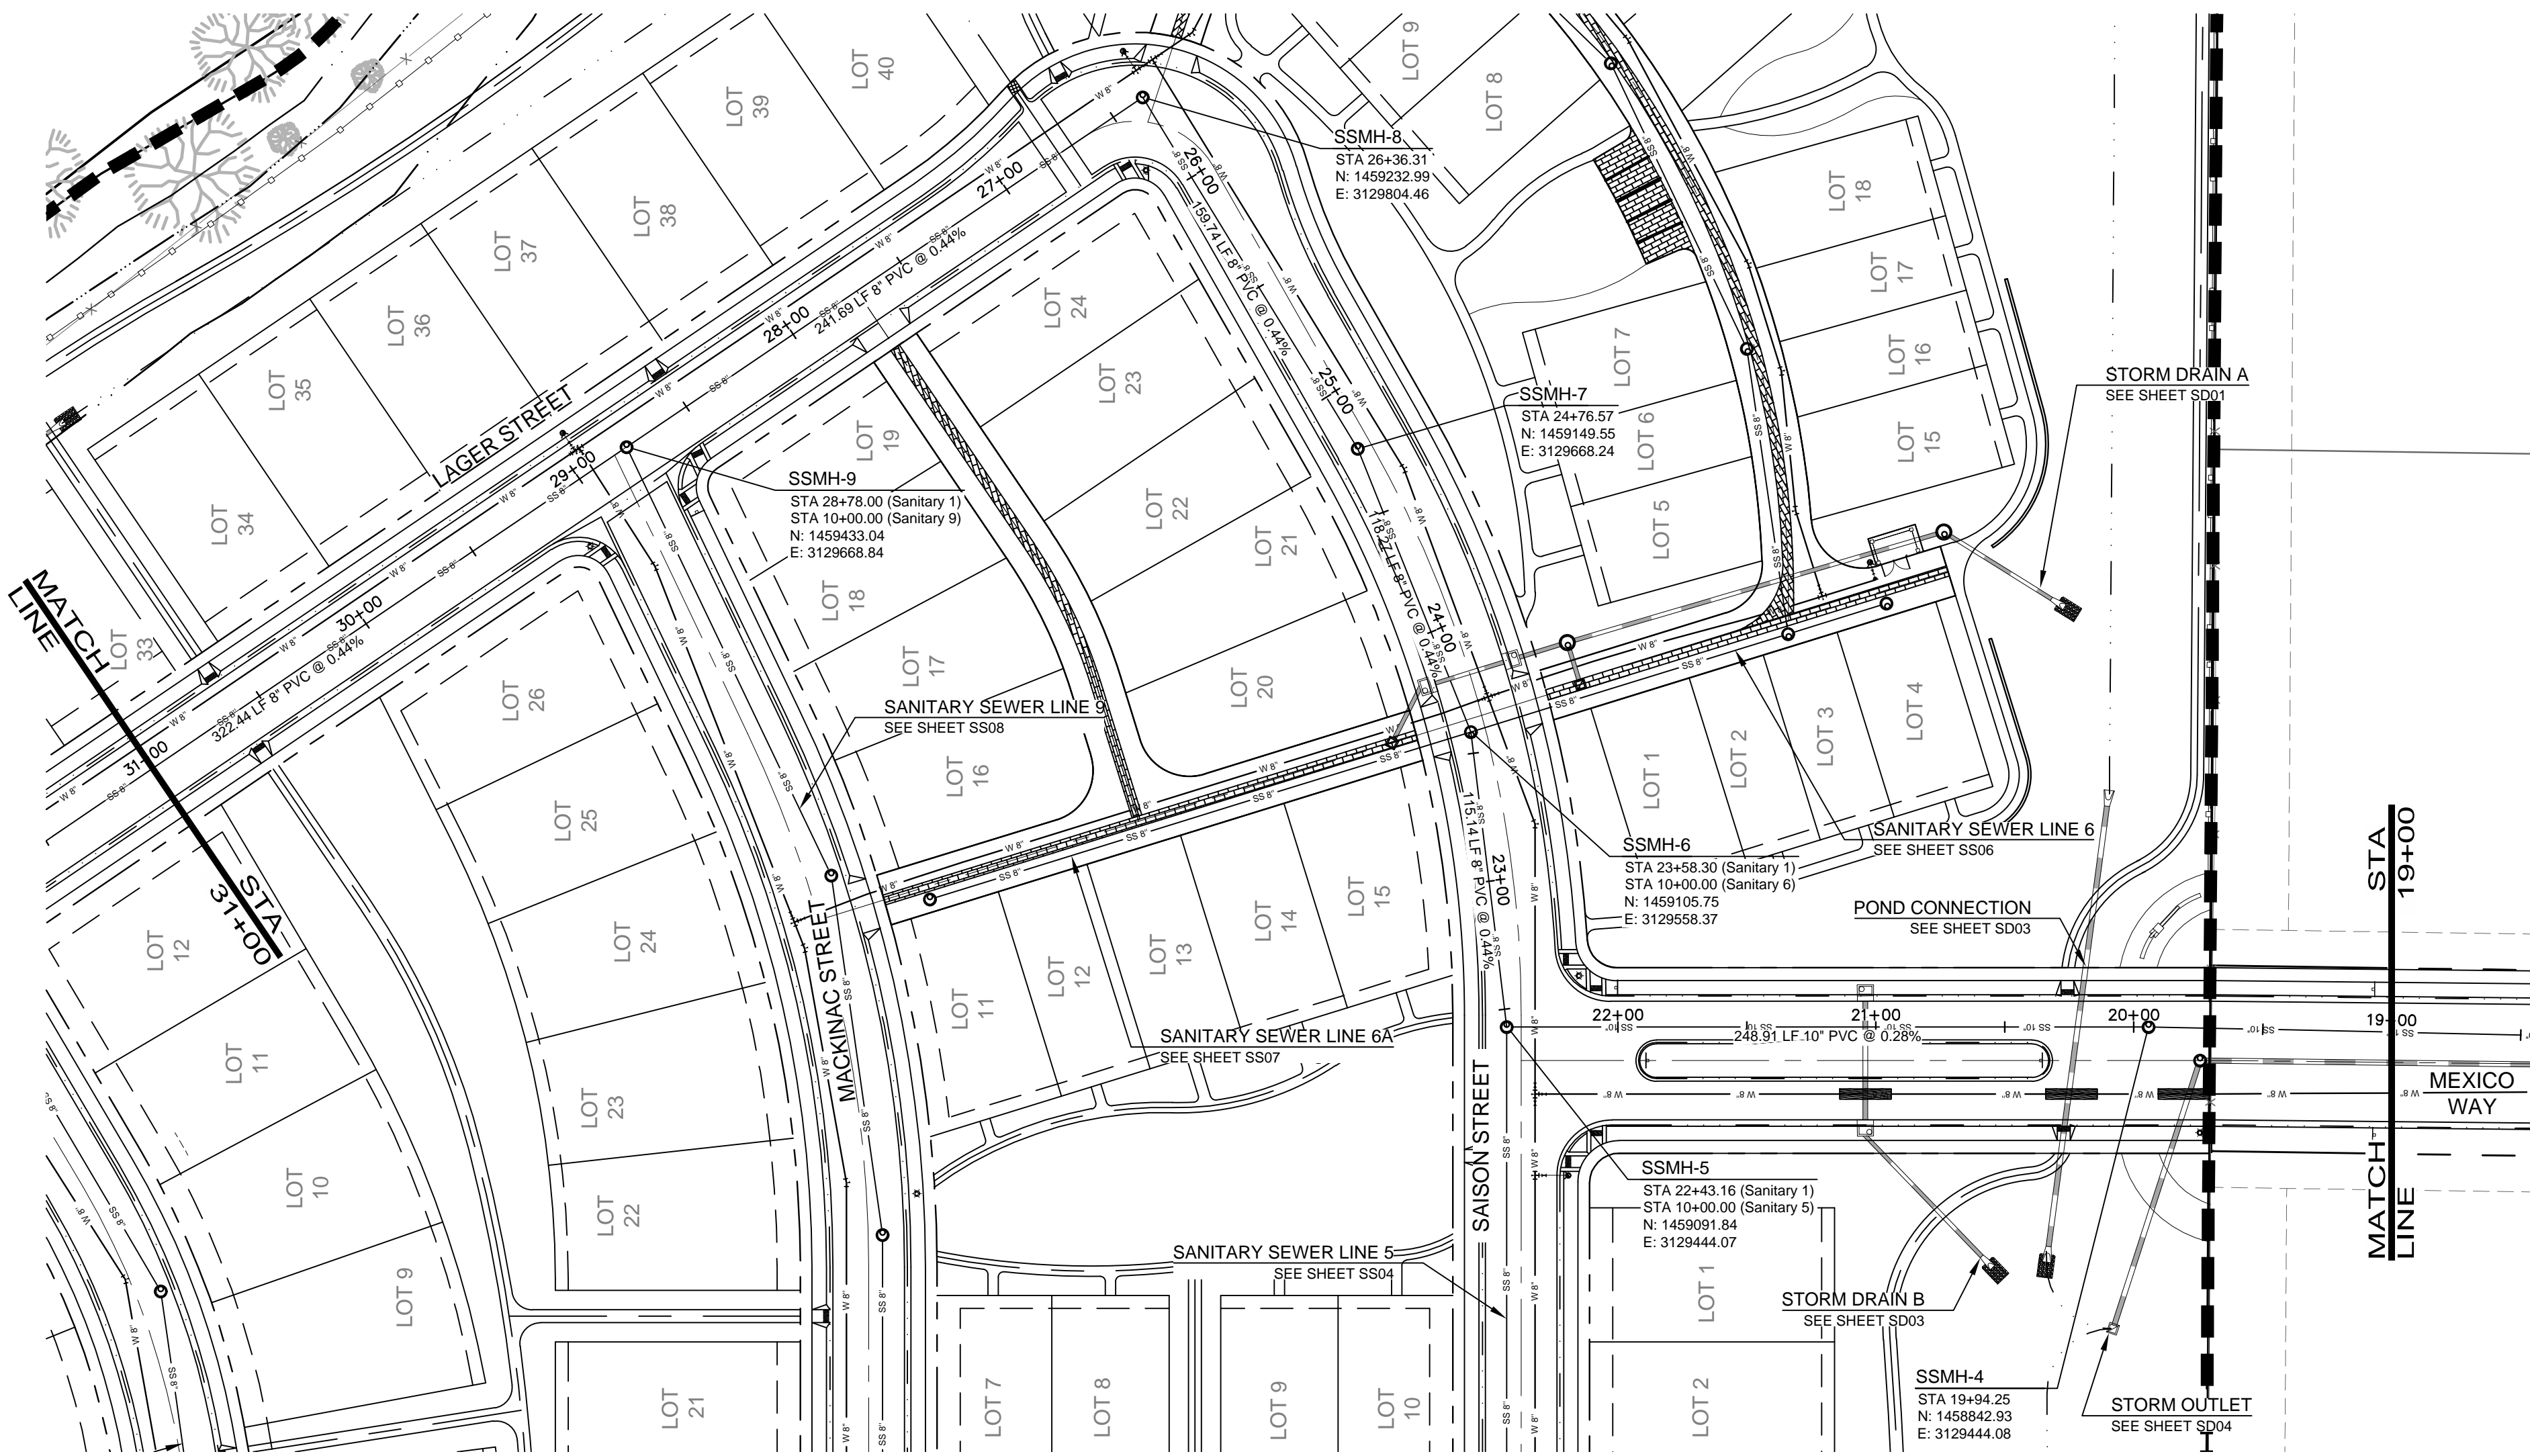 LOT
40
LOT
39
LOT
38
LOT
37
LOT
36
LOT
35
LOT
34
LOT
33
LOT 9
LOT 8
SSMH-8
STA 26+36.31
N: 1459232.99
E: 3129804.46
27+00
26+00
159.74 LF 8" PVC @ 0.44%
241.69 LF 8" PVC @ 0.44%
28+00
LOT
24
LOT
23
LOT
22
LOT
21
LOT
20
LOT
19
LOT
18
LOT
17
LOT
16
LOT
18
LOT
17
LOT
16
LOT
15
LOT 7
LOT 6
LOT 5
STORM DRAIN A
SEE SHEET SD01
25+00
SSMH-7
STA 24+76.57
N: 1459149.55
E: 3129668.24
LAGER STREET
29+00
SSMH-9
STA 28+78.00 (Sanitary 1)
STA 10+00.00 (Sanitary 9)
N: 1459433.04
E: 3129668.84
118.27 LF 8" PVC @ 0.44%
24+00
MATCH
LINE
STA
31+00
30+00
322.44 LF 8" PVC @ 0.44%
31+00
SANITARY SEWER LINE 9
SEE SHEET SS08
LOT
26
LOT
25
LOT
24
LOT
23
LOT
22
LOT
21
LOT 1
LOT 2
LOT 3
LOT 4
SANITARY SEWER LINE 6
SEE SHEET SS06
SSMH-6
STA 23+58.30 (Sanitary 1)
STA 10+00.00 (Sanitary 6)
N: 1459105.75
E: 3129558.37
115.14 LF 8" PVC @ 0.44%
23+00
MACKINAC STREET
LOT
11
LOT
12
LOT
13
LOT
14
LOT
15
SANITARY SEWER LINE 6A
SEE SHEET SS07
POND CONNECTION
SEE SHEET SD03
STA
19+00
MATCH
LINE
22+00
21+00
20+00
19+00
248.91 LF 10" PVC @ 0.28%
MEXICO
WAY
LOT
12
LOT
11
LOT
10
LOT 9
SAISON STREET
SSMH-5
STA 22+43.16 (Sanitary 1)
STA 10+00.00 (Sanitary 5)
N: 1459091.84
E: 3129444.07
SANITARY SEWER LINE 5
SEE SHEET SS04
LOT 7
LOT 8
LOT 9
LOT
10
LOT 1
LOT 2
STORM DRAIN B
SEE SHEET SD03
SSMH-4
STA 19+94.25
N: 1458842.93
E: 3129444.08
STORM OUTLET
SEE SHEET SD04
W 8"
SS 8"
SS 10"